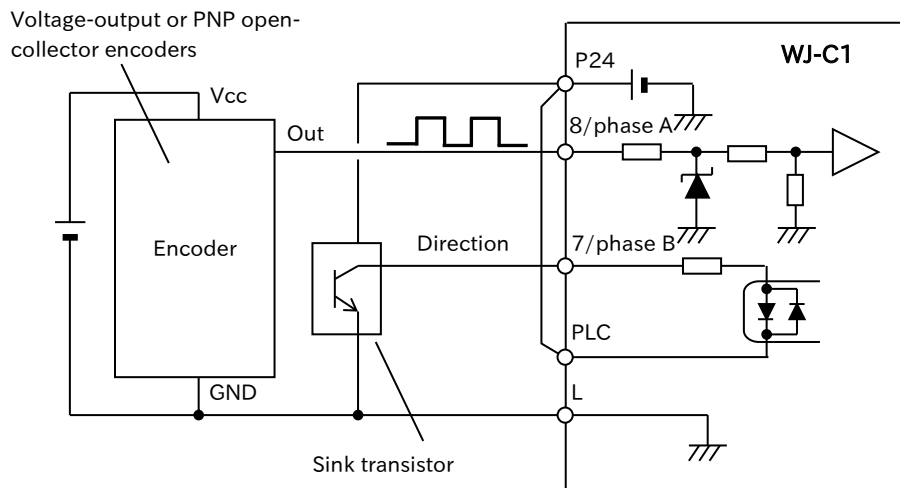 Voltage-output or PNP open-
collector encoders
WJ-C1
P24
Vcc
8/phase A
Out
Encoder
Direction
7/phase B
PLC
GND
L
Sink transistor